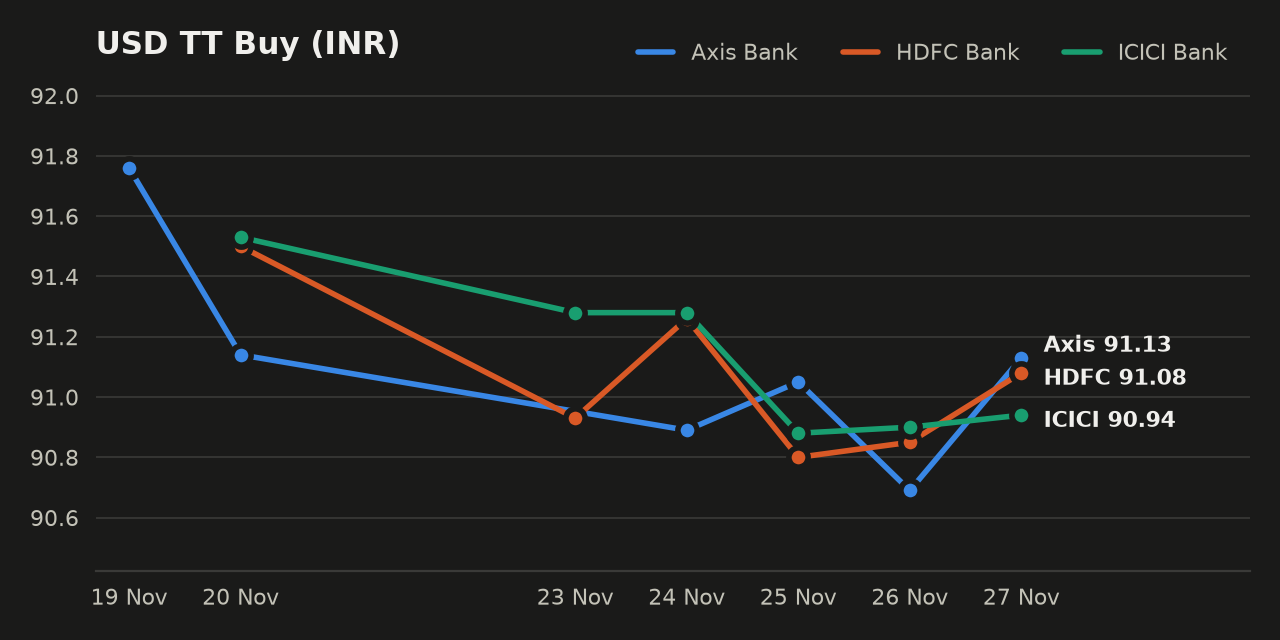 USD TT Buy (INR)
Axis Bank HDFC Bank ICICI Bank
92.0
91.8
91.6
91.4
91.2
91.0
90.8
90.6
Axis 91.13
HDFC 91.08
ICICI 90.94
19 Nov 20 Nov 23 Nov 24 Nov 25 Nov 26 Nov 27 Nov